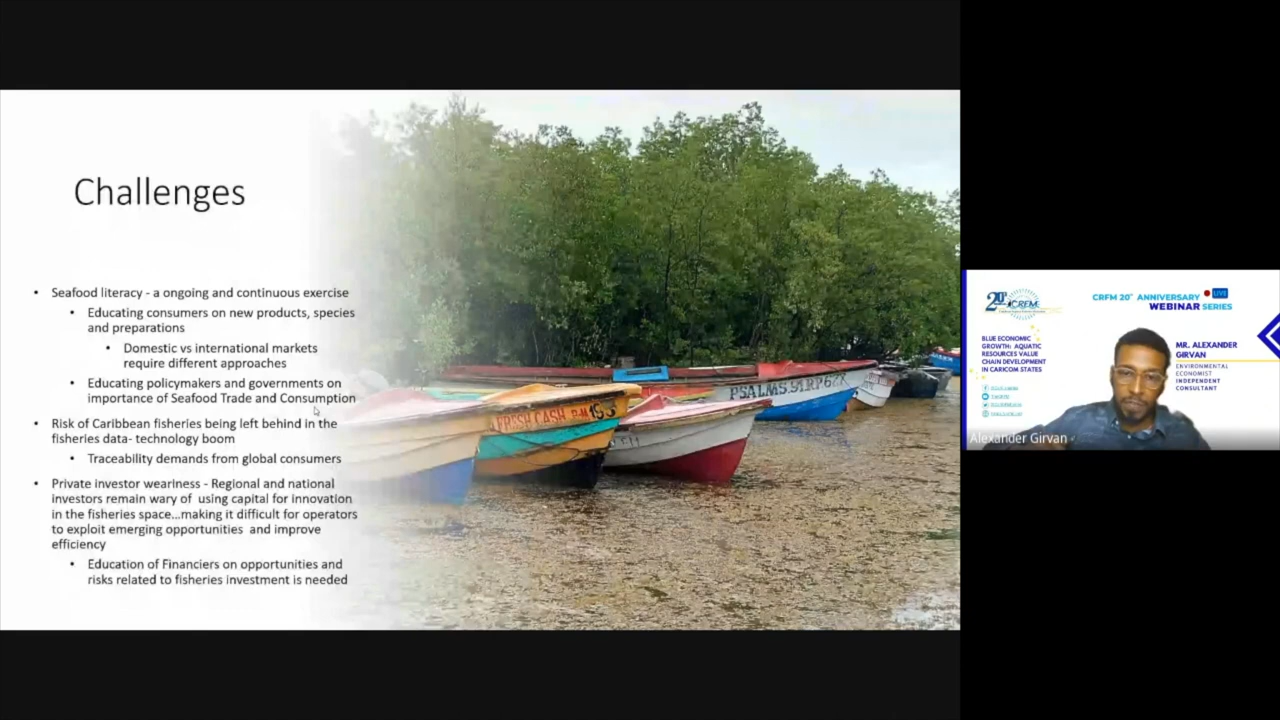 Challenges
• Seafood literacy - a ongoing and continuous exercise
• Educating consumers on new products, species
and preparations
• Domestic vs international markets
require different approaches
• Educating policymakers and governments on
importance of Seafood Trade and Consumption
• Risk of Caribbean fisheries being left behind in the
fisheries data- technology boom
• Traceability demands from global consumers
• Private investor weariness - Regional and national
investors remain wary of using capital for innovation
in the fisheries space...making it difficult for operators
to exploit emerging opportunities and improve
efficiency
• Education of Financiers on opportunities and
risks related to fisheries investment is needed
FRESH CASH
PSALMS. 91.
20
CRFM
CRFM 20TH ANNIVERSARY
LIVE
WEBINAR SERIES
BLUE ECONOMIC
GROWTH: AQUATIC
RESOURCES VALUE
CHAIN DEVELOPMENT
IN CARICOM STATES
MR. ALEXANDER
GIRVAN
ENVIRONMENTAL
ECONOMIST
INDEPENDENT
CONSULTANT
Alexander Girvan